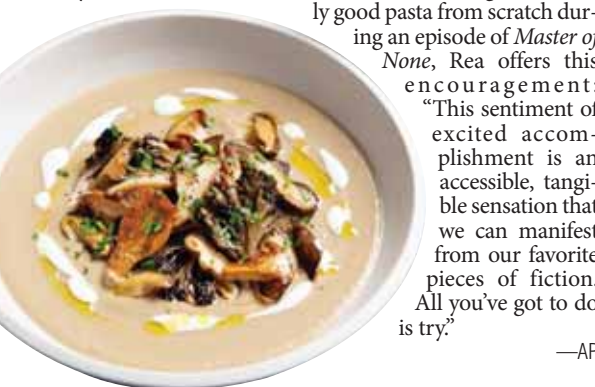 ly good pasta from scratch dur-
ing an episode of Master of
None, Rea offers this
encouragement:
“This sentiment of
excited accom-
plishment is an
accessible, tangi-
ble sensation that
we can manifest
from our favorite
pieces of fiction.
All you’ve got to do
is try.”
—AP